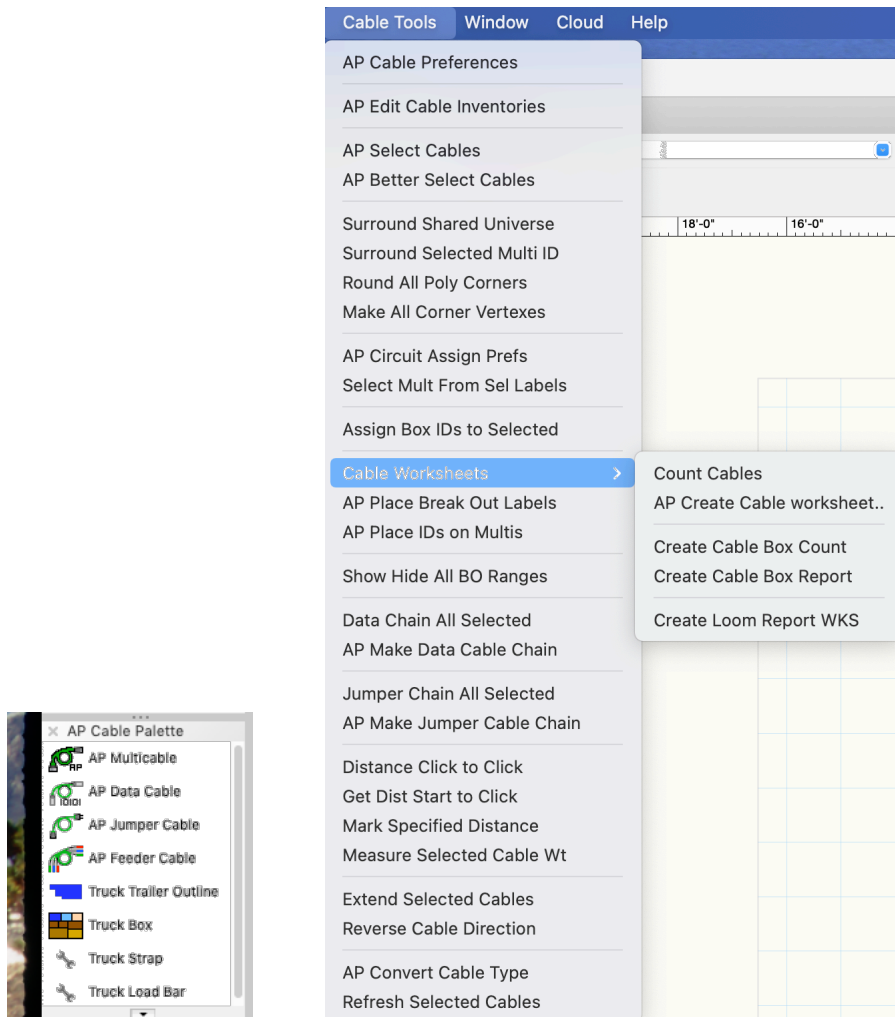 Cable Tools Window Cloud Help
AP Cable Preferences
AP Edit Cable Inventories
AP Select Cables
AP Better Select Cables
Surround Shared Universe
Surround Selected Multi ID
Round All Poly Corners
Make All Corner Vertexes
AP Circuit Assign Prefs
Select Mult From Sel Labels
Assign Box IDs to Selected
Cable Worksheets
AP Place Break Out Labels
AP Place IDs on Multis
Show Hide All BO Ranges
Data Chain All Selected
AP Make Data Cable Chain
Jumper Chain All Selected
AP Make Jumper Cable Chain
Distance Click to Click
Get Dist Start to Click
Mark Specified Distance
Measure Selected Cable Wt
Extend Selected Cables
Reverse Cable Direction
AP Convert Cable Type
Refresh Selected Cables
18'-0" 16'-0"
Count Cables
AP Create Cable worksheet..
Create Cable Box Count
Create Cable Box Report
Create Loom Report WKS
AP Cable Palette
AP Multicable
AP
AP Data Cable
IOIOI
AP Jumper Cable
AP Feeder Cable
Truck Trailer Outline
Truck Box
Truck Strap
Truck Load Bar